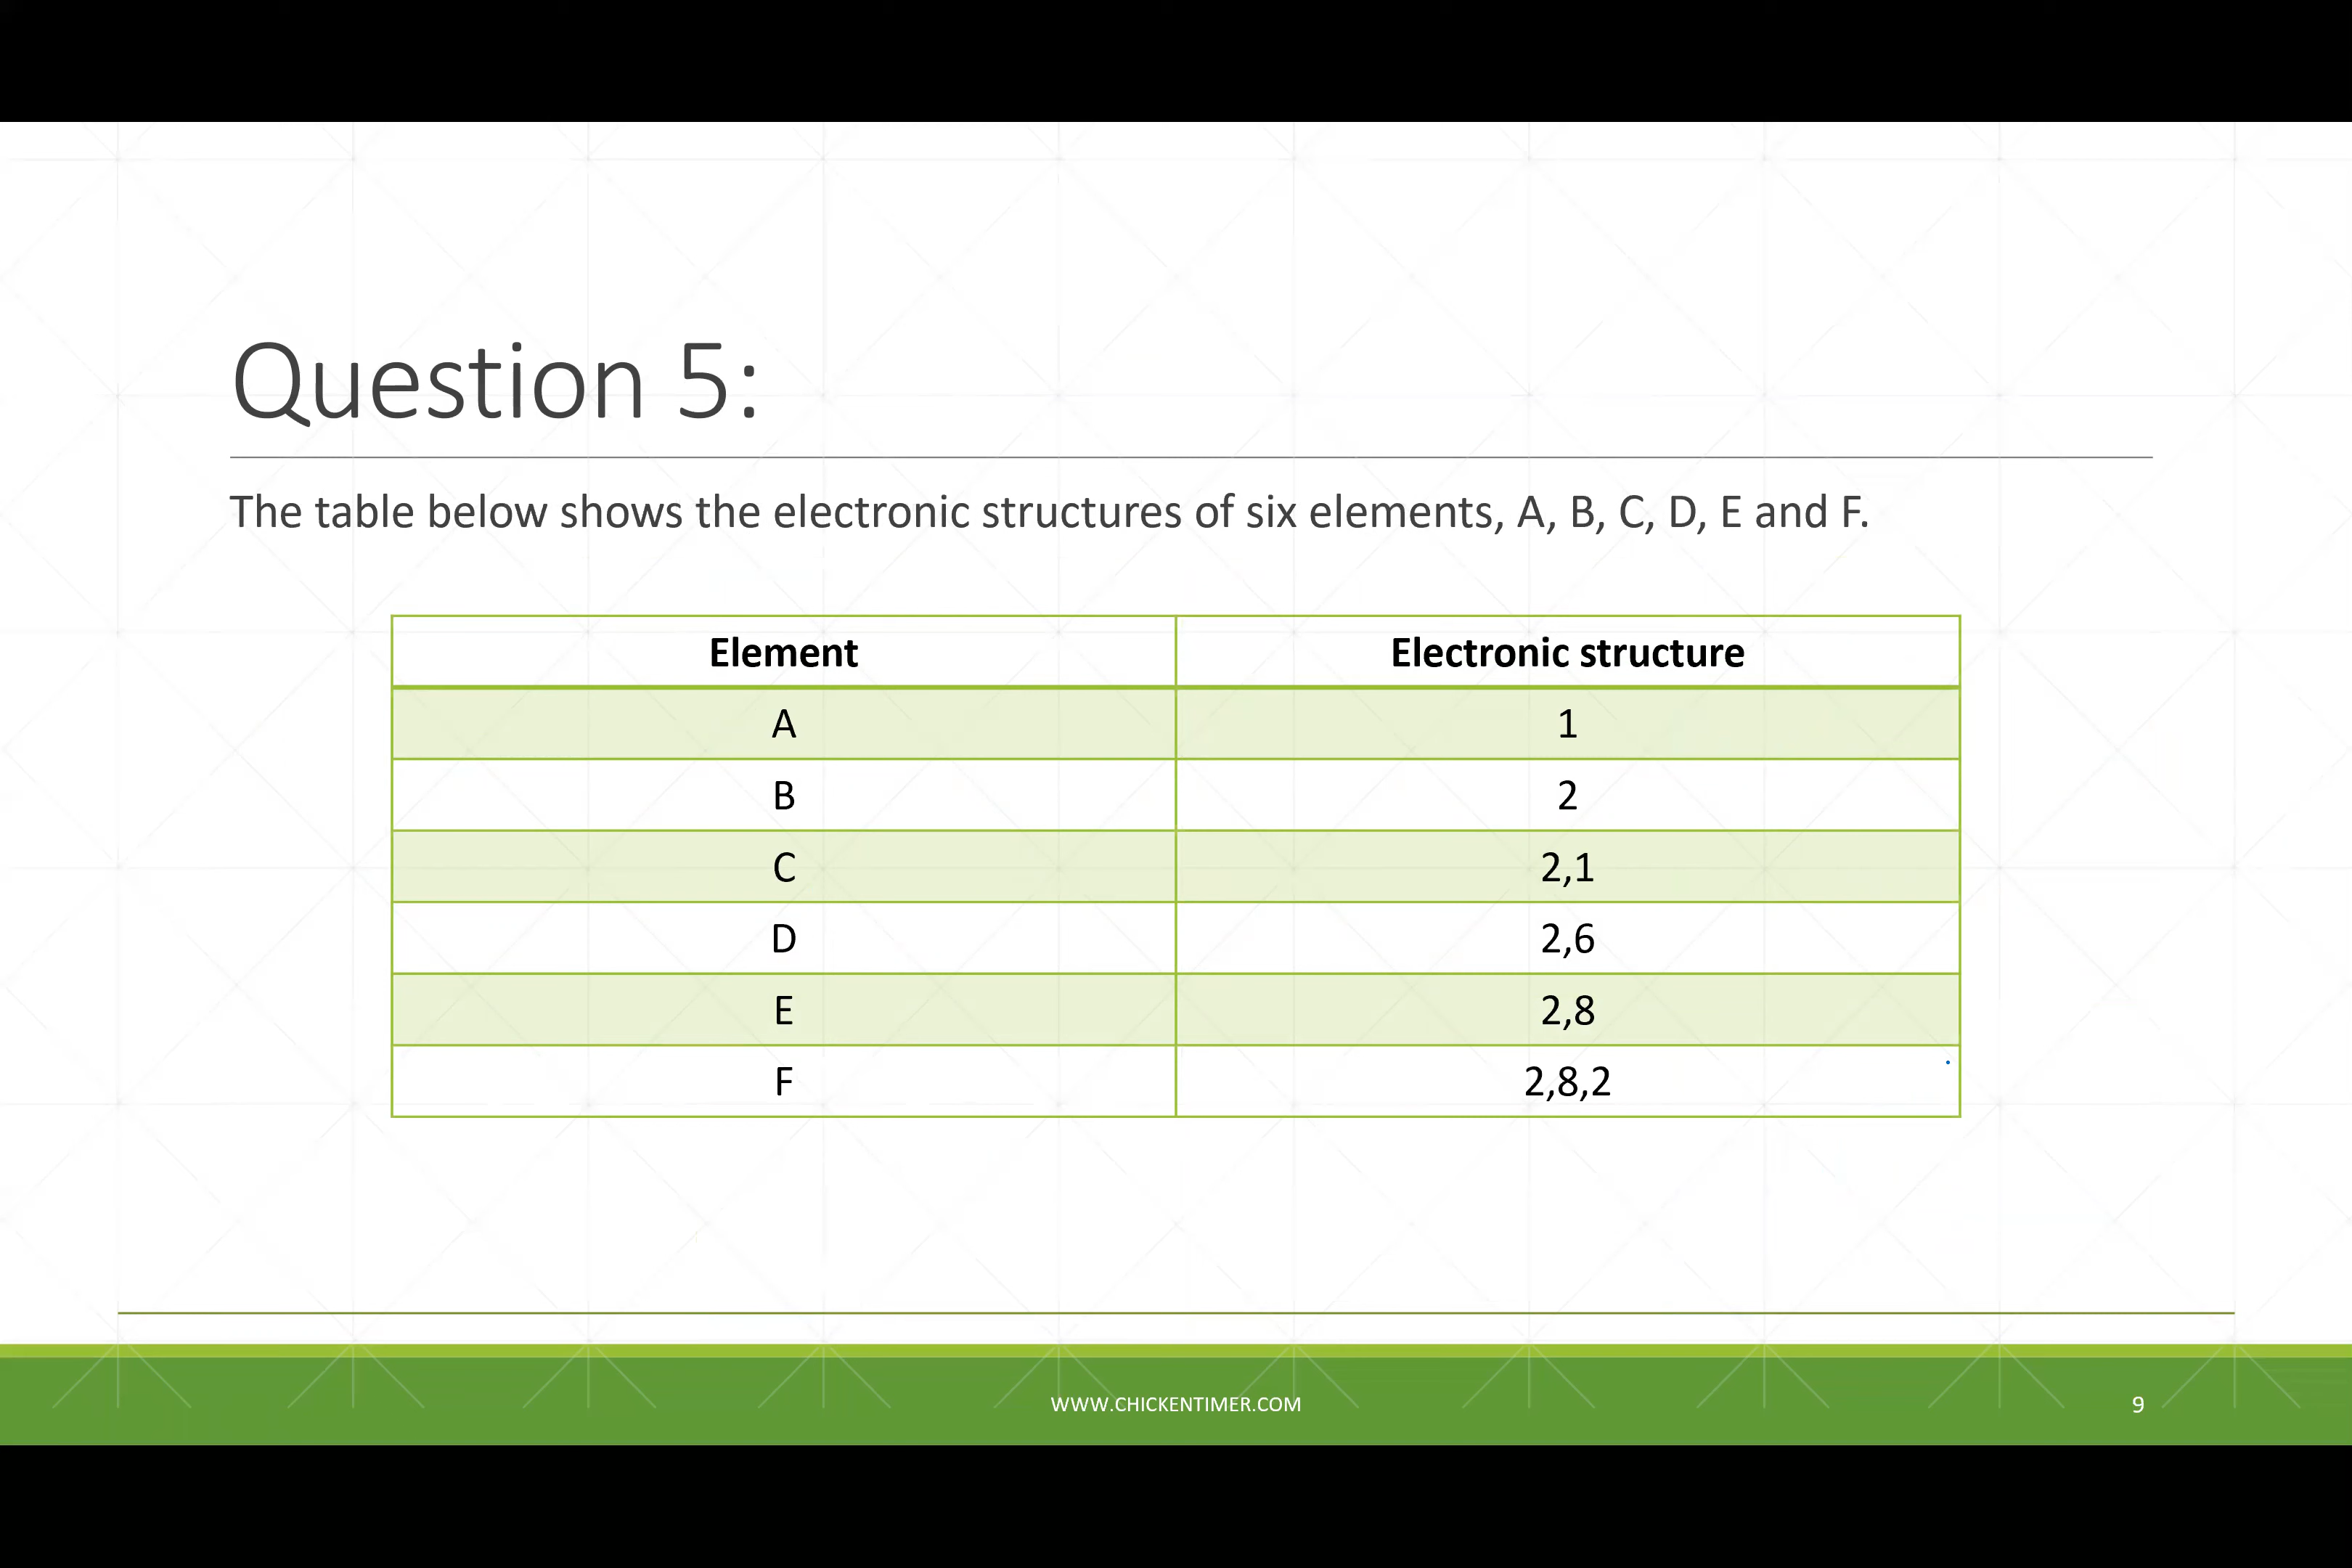 Question 5:
The table below shows the electronic structures of six elements, A, B, C, D, E and F.
Element Electronic structure
A 1
B 2
C 2,1
D 2,6
E 2,8
F 2,8,2
WWW.CHICKENTIMER.COM 9